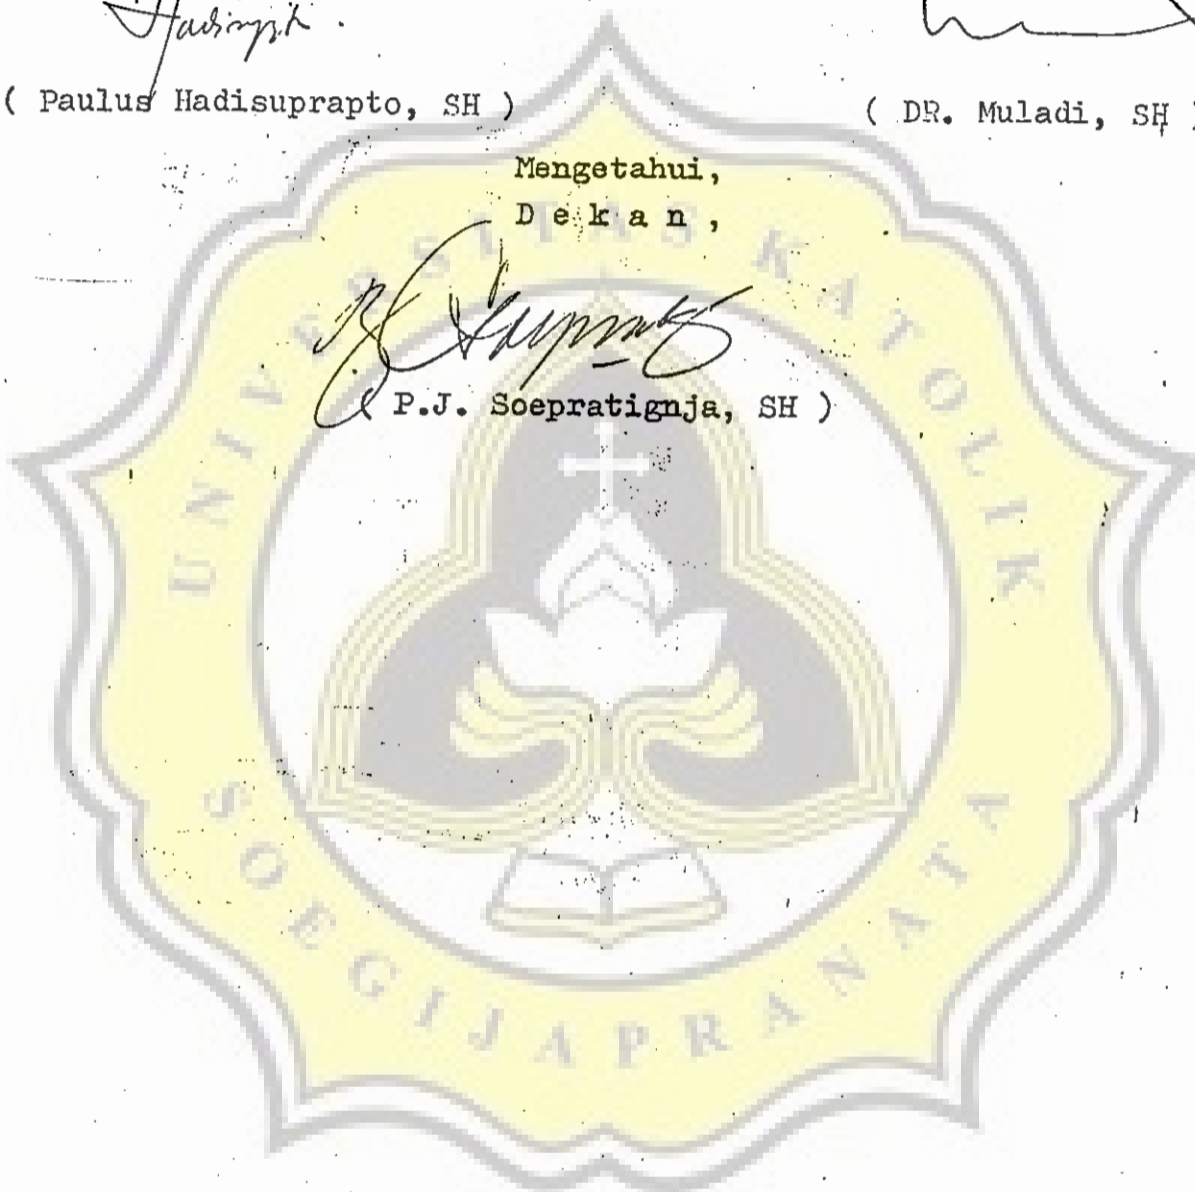 ( Paulus Hadisuprapto, SH )
( DR. Muladi, SH )
Mengetahui,
D e k a n ,
( P.J. Soepratignja, SH )
UNIVERSITAS KATOLIK
SOEGIJAPRANATA